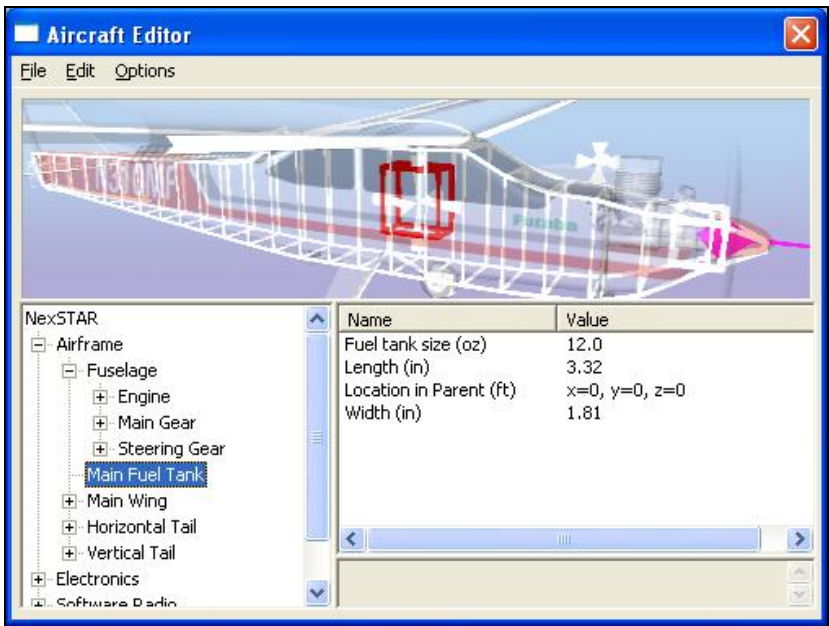 Aircraft Editor
File Edit Options
Futaba
NexSTAR
Airframe
Fuselage
Engine
Main Gear
Steering Gear
Main Fuel Tank
Main Wing
Horizontal Tail
Vertical Tail
Electronics
Software Radio
Name Value
Fuel tank size (oz) 12.0
Length (in) 3.32
Location in Parent (ft) x=0, y=0, z=0
Width (in) 1.81